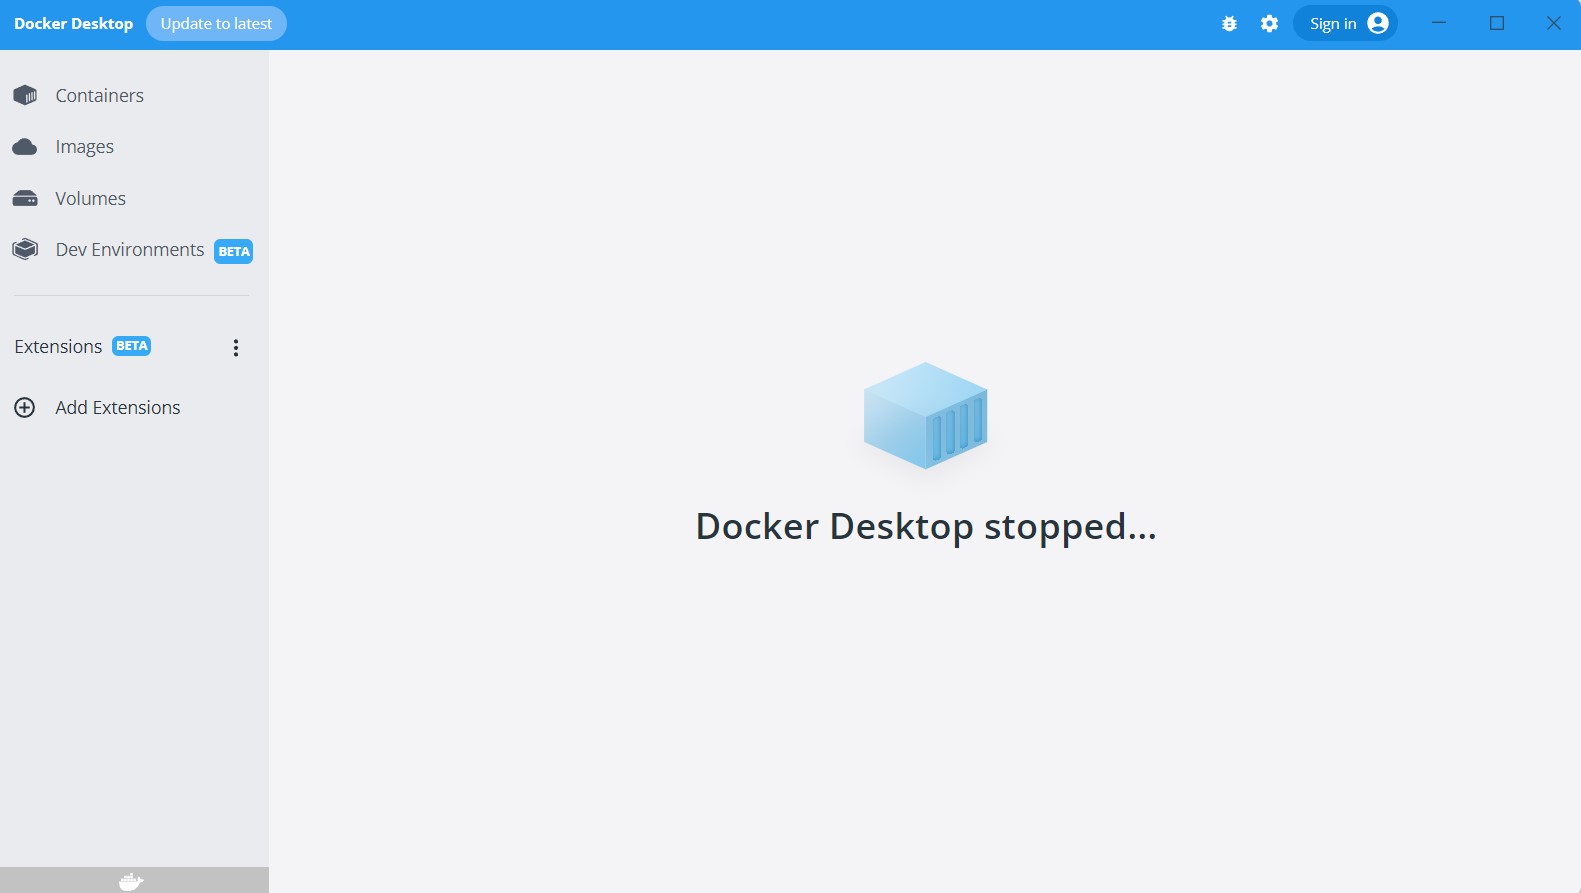 Docker Desktop Update to latest Sign in
Containers
Images
Volumes
Dev Environments BETA
Extensions BETA
Add Extensions
Docker Desktop stopped...